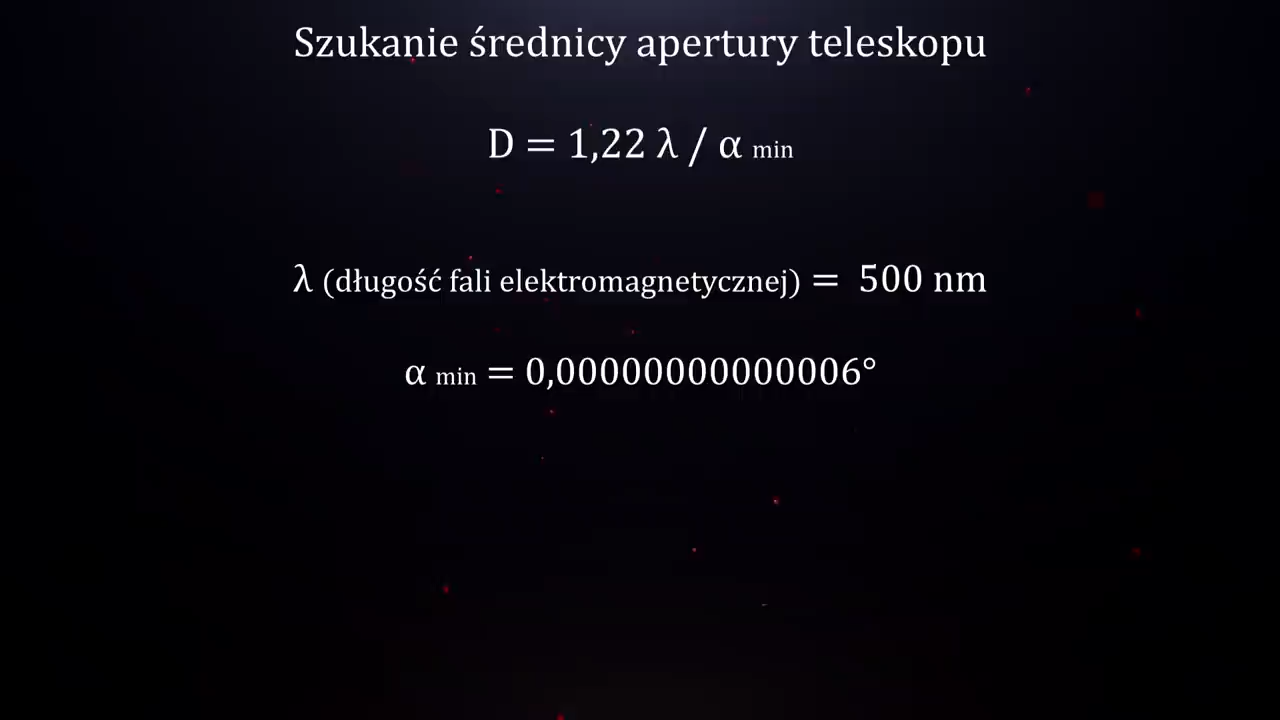 Szukanie średnicy apertury teleskopu
D = 1,22 λ / α min
λ (długość fali elektromagnetycznej) = 500 nm
α min = 0,00000000000006°